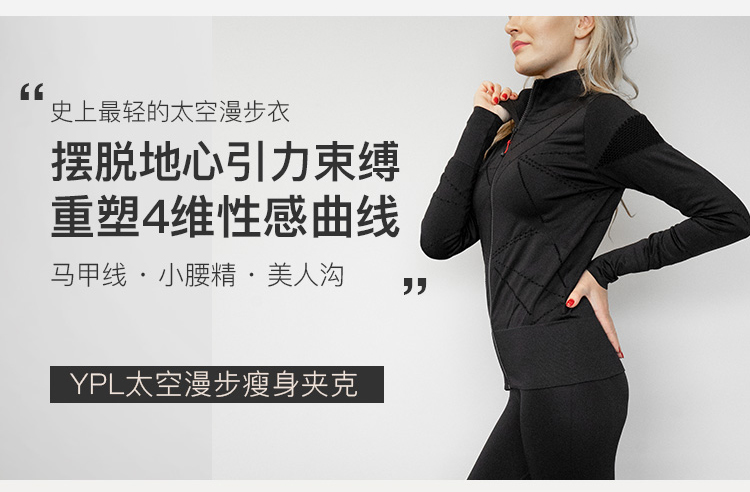 “
史上最轻的太空漫步衣
摆脱地心引力束缚
重塑4维性感曲线
马甲线 · 小腰精 · 美人沟
”
YPL太空漫步瘦身夹克